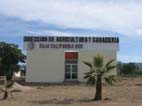 DIRECCION DE AGRICULTURA Y GANADERIA
BAJA CALIFORNIA SUR